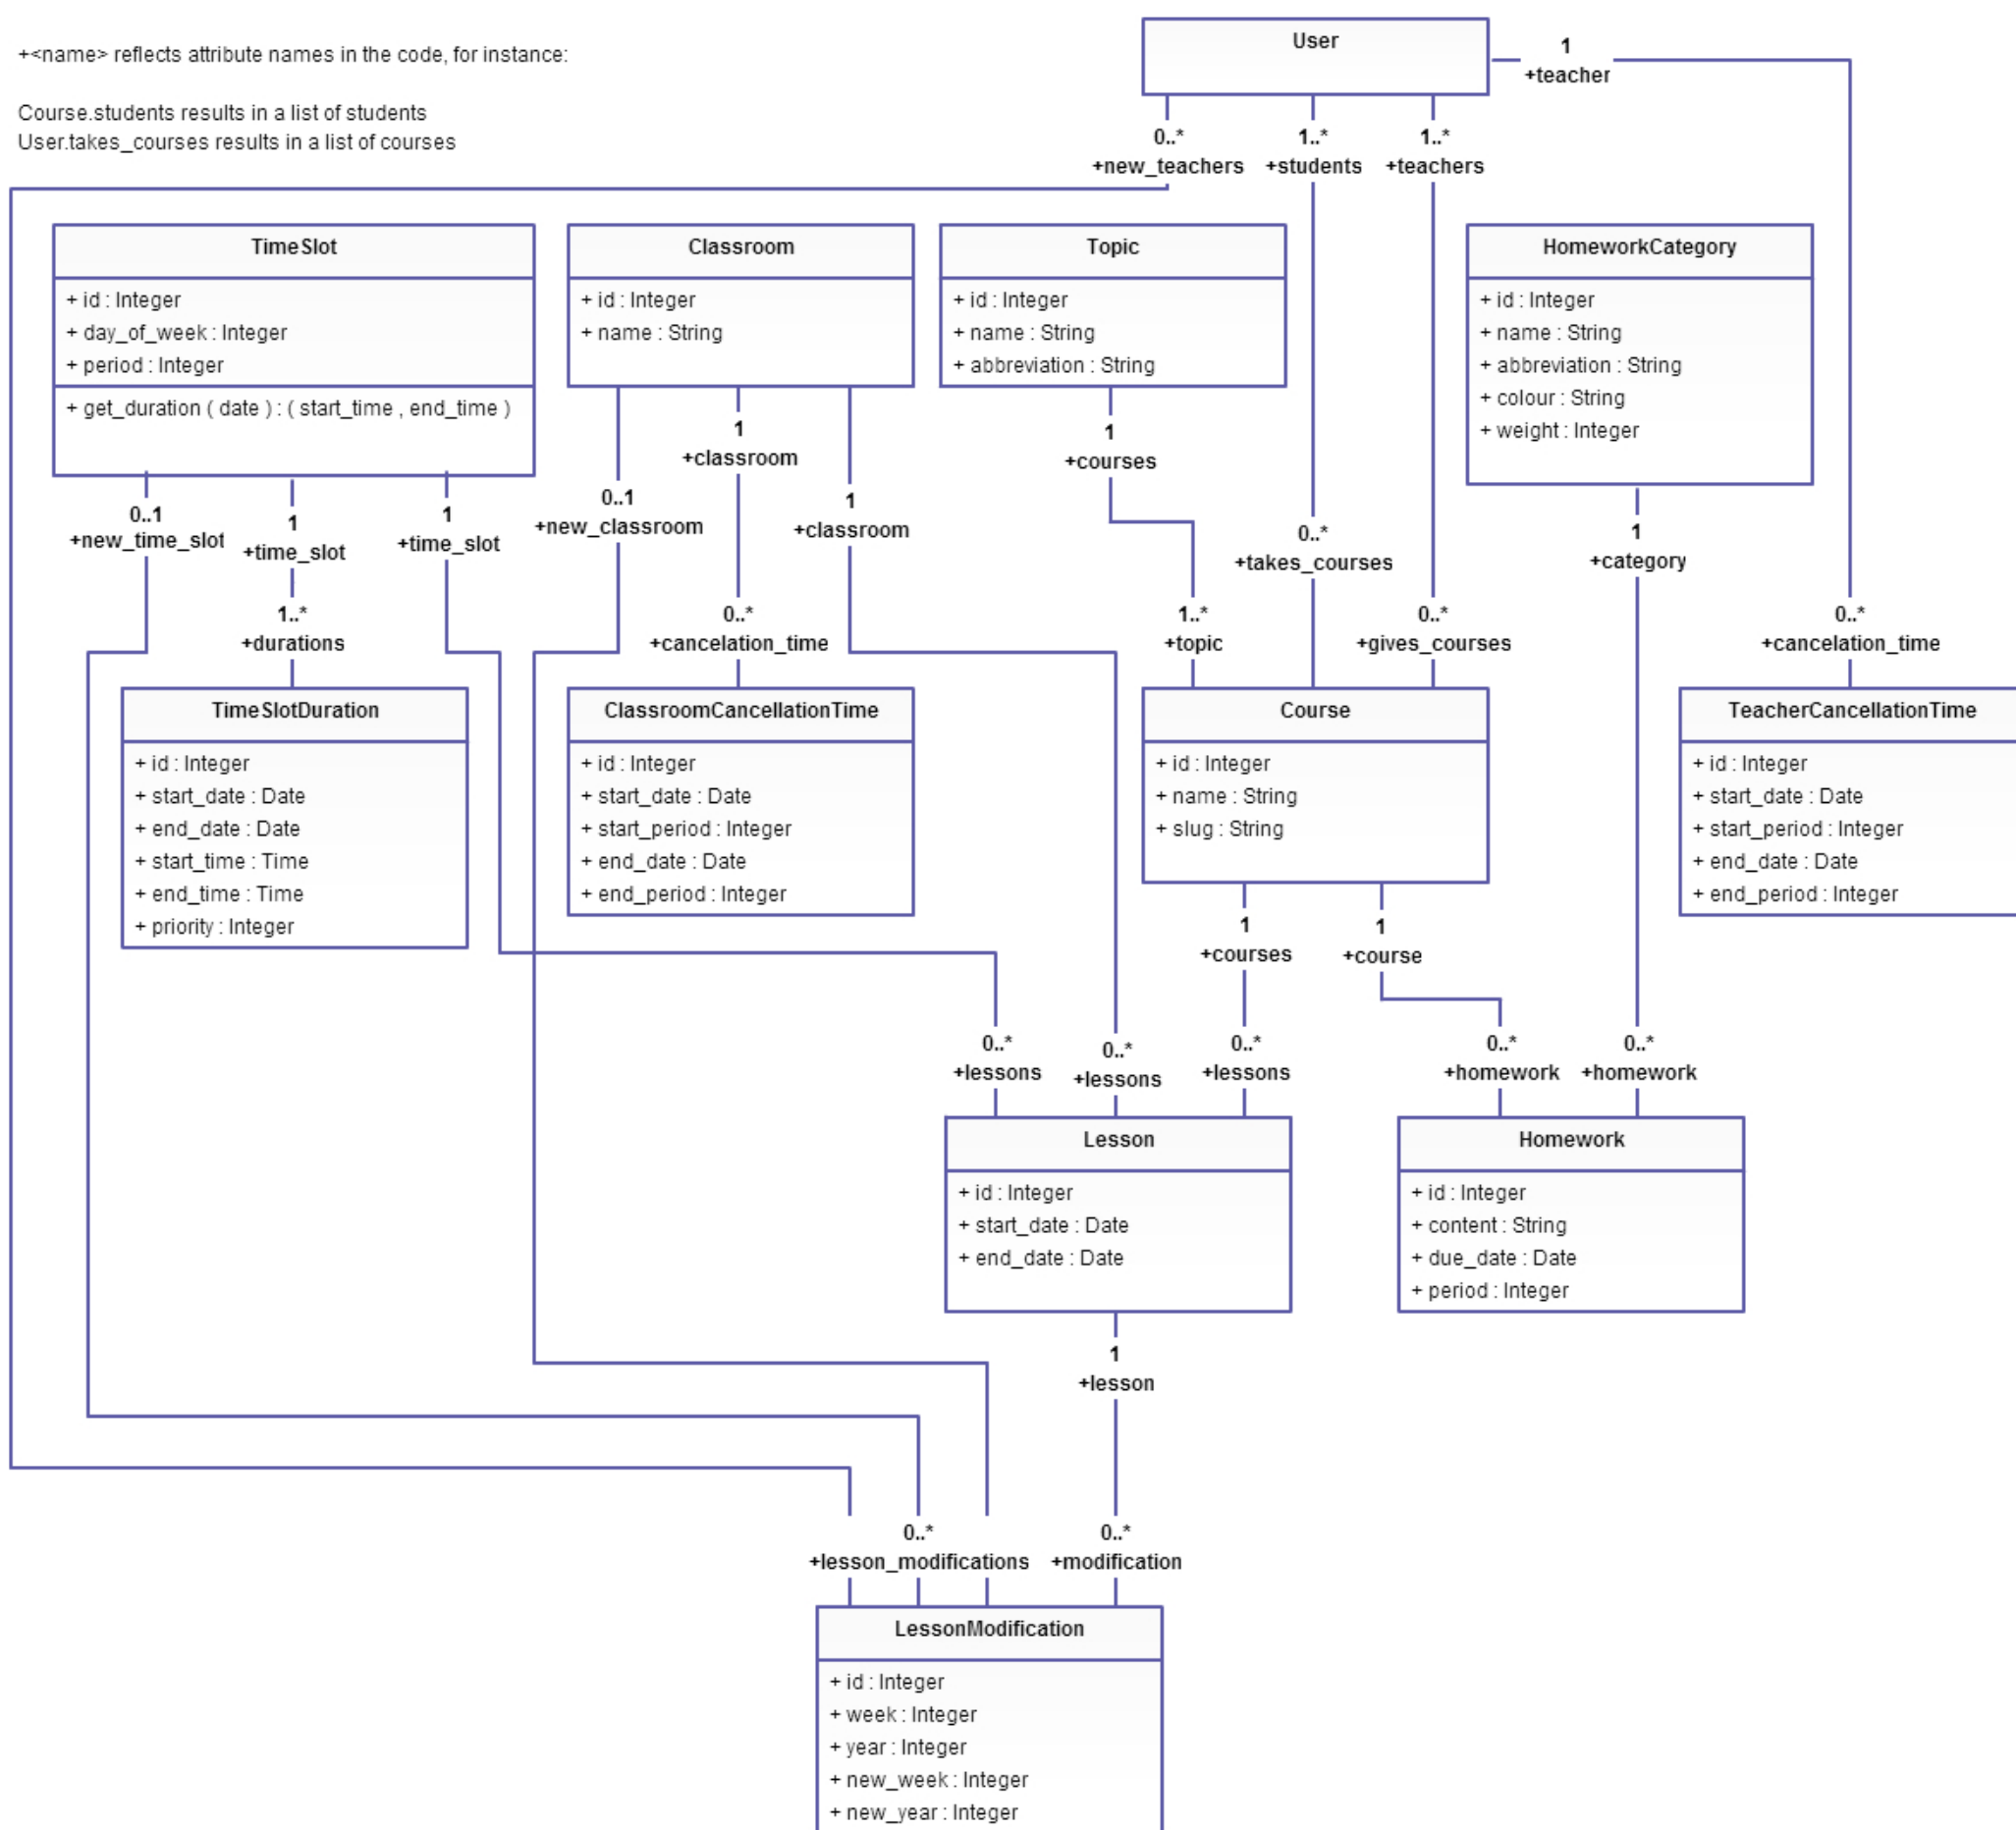 +<name> reflects attribute names in the code, for instance:
Course.students results in a list of students
User.takes_courses results in a list of courses
User
1
+teacher
0..*
+new_teachers
1..*
+students
1..*
+teachers
TimeSlot
+ id : Integer
+ day_of_week : Integer
+ period : Integer
+ get_duration ( date ) : ( start_time , end_time )
Classroom
+ id : Integer
+ name : String
Topic
+ id : Integer
+ name : String
+ abbreviation : String
HomeworkCategory
+ id : Integer
+ name : String
+ abbreviation : String
+ colour : String
+ weight : Integer
0..1
+new_time_slot
1
+time_slot
1
+time_slot
0..1
+new_classroom
1
+classroom
1
+classroom
1
+courses
0..*
+takes_courses
1
+category
1..*
+durations
0..*
+cancelation_time
1..*
+topic
0..*
+gives_courses
0..*
+cancelation_time
TimeSlotDuration
+ id : Integer
+ start_date : Date
+ end_date : Date
+ start_time : Time
+ end_time : Time
+ priority : Integer
ClassroomCancellationTime
+ id : Integer
+ start_date : Date
+ start_period : Integer
+ end_date : Date
+ end_period : Integer
Course
+ id : Integer
+ name : String
+ slug : String
TeacherCancellationTime
+ id : Integer
+ start_date : Date
+ start_period : Integer
+ end_date : Date
+ end_period : Integer
1
+courses
1
+course
0..*
+lessons
0..*
+lessons
0..*
+lessons
0..*
+homework
0..*
+homework
Lesson
+ id : Integer
+ start_date : Date
+ end_date : Date
Homework
+ id : Integer
+ content : String
+ due_date : Date
+ period : Integer
1
+lesson
0..*
+lesson_modifications
0..*
+modification
LessonModification
+ id : Integer
+ week : Integer
+ year : Integer
+ new_week : Integer
+ new_year : Integer